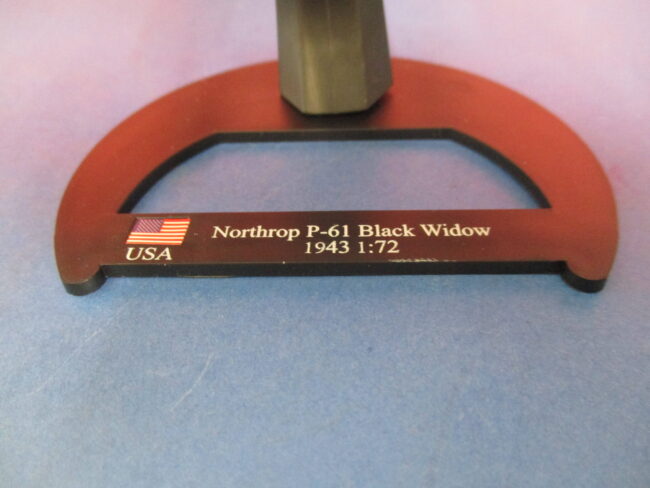 Northrop P-61 Black Widow
1943 1:72
USA